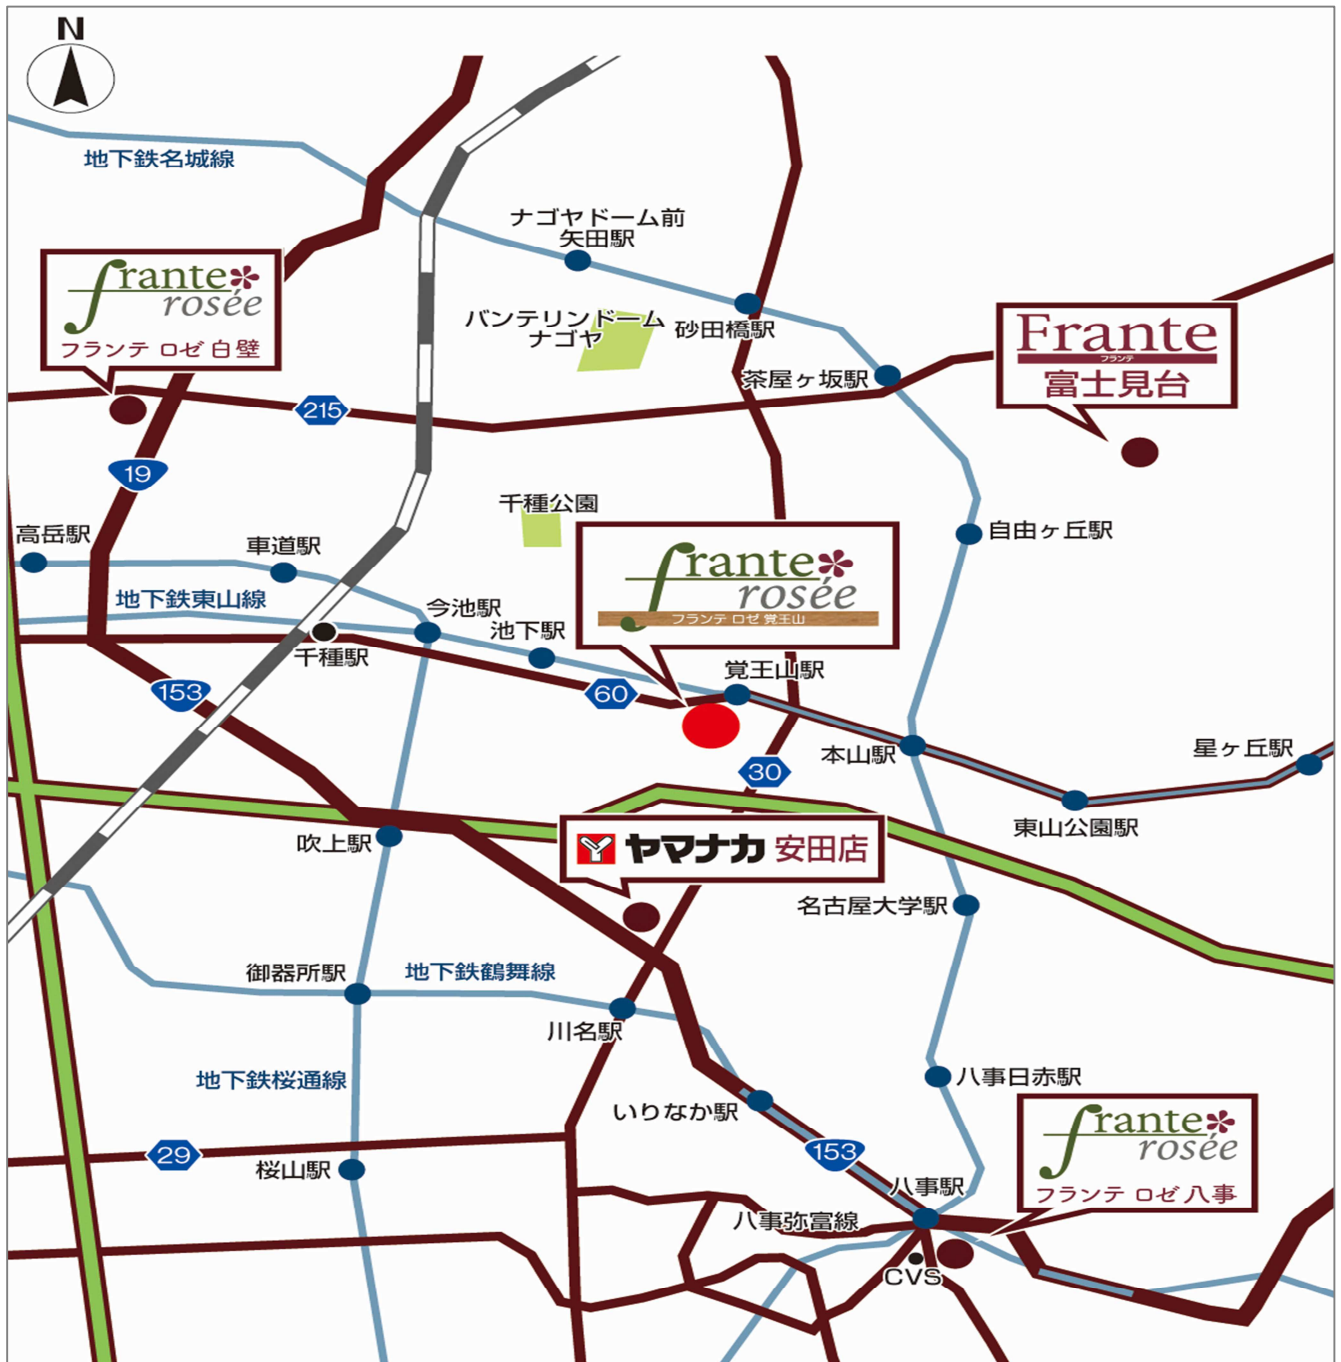 N
地下鉄名城線
ナゴヤドーム前
矢田駅
frante
rosée
フランテ ロゼ 白壁
バンテリンドーム
ナゴヤ
砂田橋駅
Frante
フランテ
富士見台
茶屋ヶ坂駅
215
19
千種公園
高岳駅
車道駅
自由ヶ丘駅
frante
rosée
フランテ ロゼ 覚王山
地下鉄東山線
今池駅
池下駅
千種駅
覚王山駅
153
60
本山駅
星ヶ丘駅
30
東山公園駅
吹上駅
ヤマナカ 安田店
名古屋大学駅
御器所駅
地下鉄鶴舞線
川名駅
地下鉄桜通線
八事日赤駅
いりなか駅
frante
rosée
フランテ ロゼ 八事
29
153
桜山駅
八事駅
八事弥富線
CVS